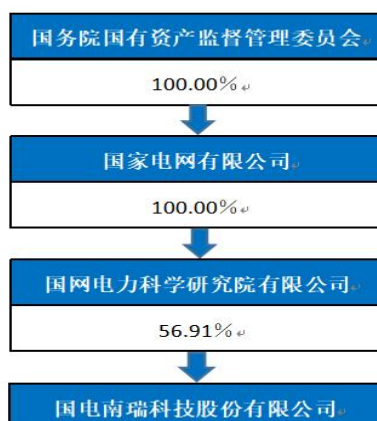 国务院国有资产监督管理委员会
100.00%
国家电网有限公司
100.00%
国网电力科学研究院有限公司
56.91%
国电南瑞科技股份有限公司